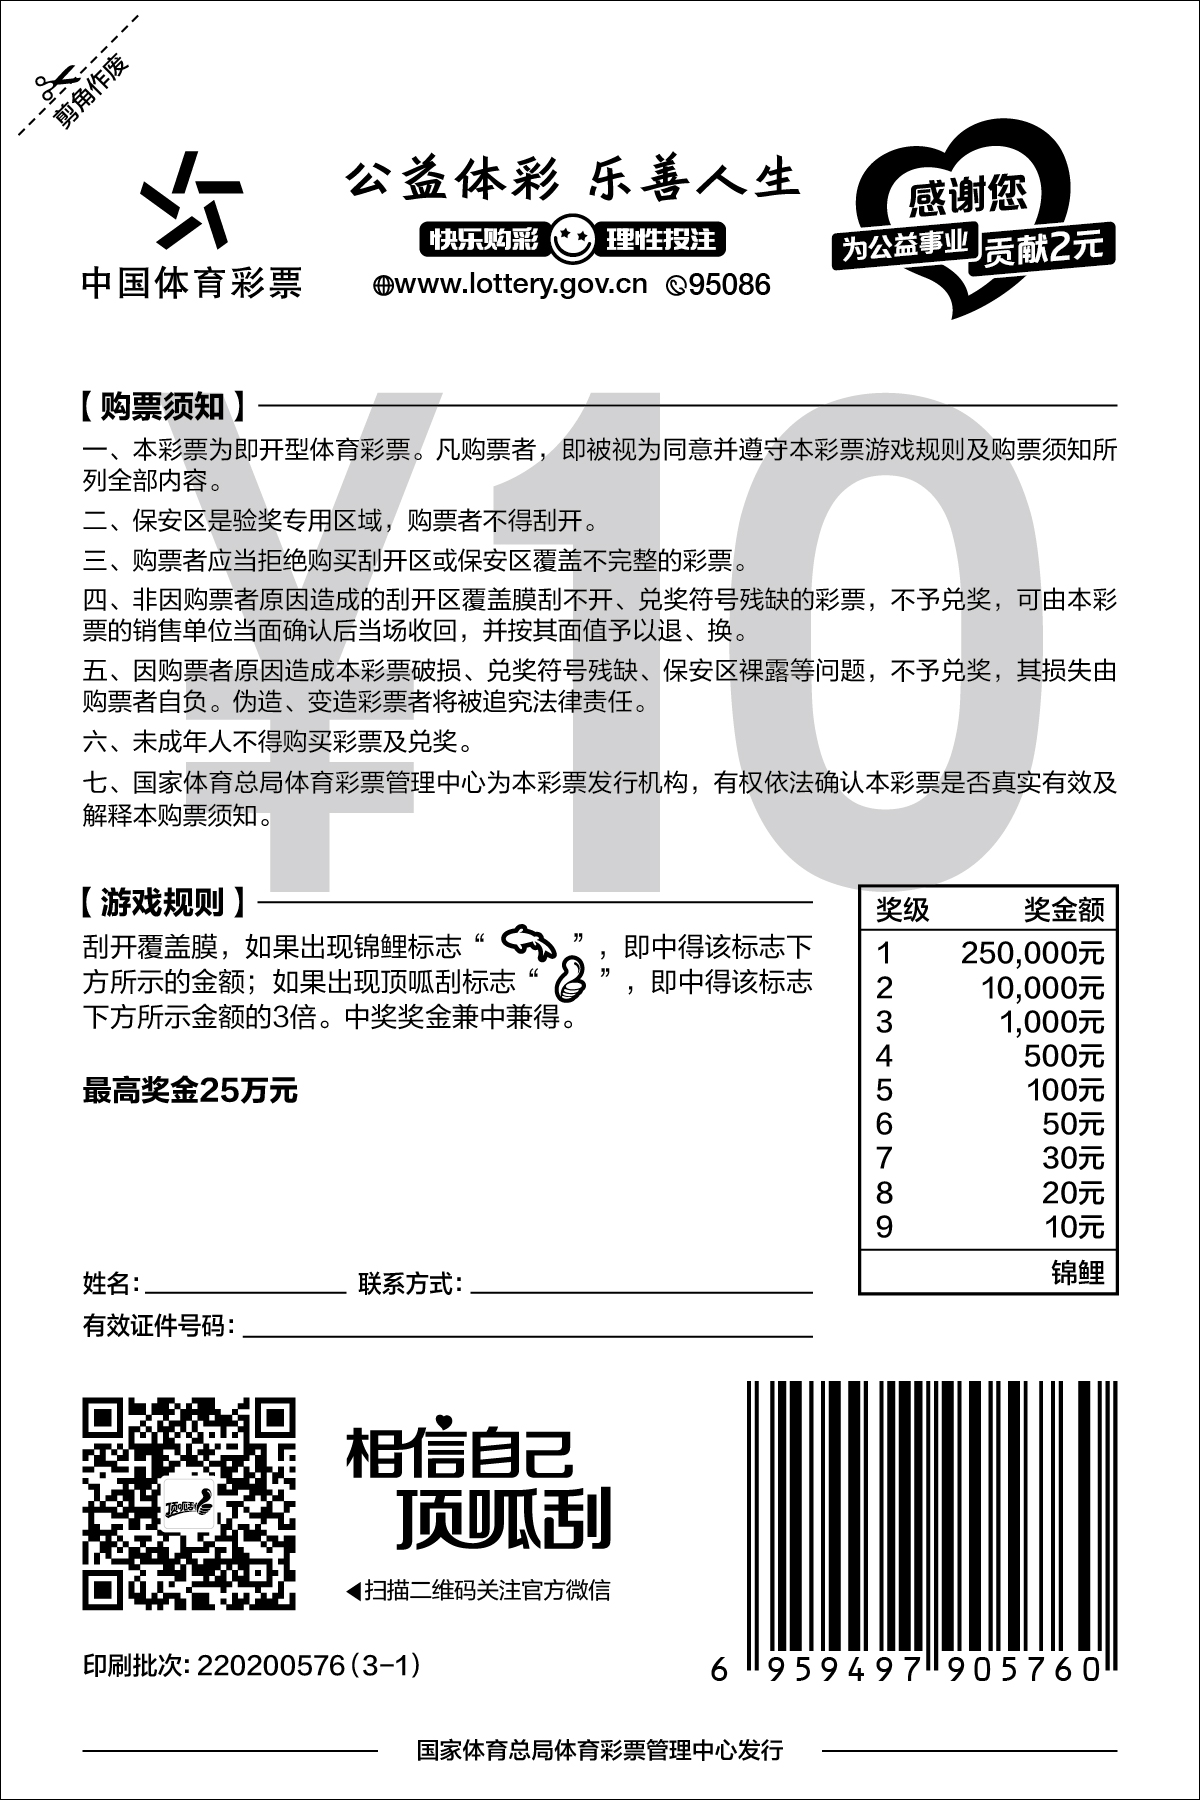 剪角作废
公益体彩 乐善人生
快乐购彩 理性投注
www.lottery.gov.cn 95086
中国体育彩票
感谢您
为公益事业 贡献2元
¥10
【购票须知】
一、本彩票为即开型体育彩票。凡购票者，即被视为同意并遵守本彩票游戏规则及购票须知所
列全部内容。
二、保安区是验奖专用区域，购票者不得刮开。
三、购票者应当拒绝购买刮开区或保安区覆盖不完整的彩票。
四、非因购票者原因造成的刮开区覆盖膜刮不开、兑奖符号残缺的彩票，不予兑奖，可由本彩
票的销售单位当面确认后当场收回，并按其面值予以退、换。
五、因购票者原因造成本彩票破损、兑奖符号残缺、保安区裸露等问题，不予兑奖，其损失由
购票者自负。伪造、变造彩票者将被追究法律责任。
六、未成年人不得购买彩票及兑奖。
七、国家体育总局体育彩票管理中心为本彩票发行机构，有权依法确认本彩票是否真实有效及
解释本购票须知。
【游戏规则】
刮开覆盖膜，如果出现锦鲤标志“ ”，即中得该标志下
方所示的金额；如果出现顶呱刮标志“ ”，即中得该标志
下方所示金额的3倍。中奖奖金兼中兼得。
最高奖金25万元
奖级 奖金额
1 250,000元
2 10,000元
3 1,000元
4 500元
5 100元
6 50元
7 30元
8 20元
9 10元
锦鲤
姓名： 联系方式：
有效证件号码：
顶呱刮
相信自己
顶呱刮
扫描二维码关注官方微信
印刷批次：220200576（3-1）
6 959497 905760
国家体育总局体育彩票管理中心发行